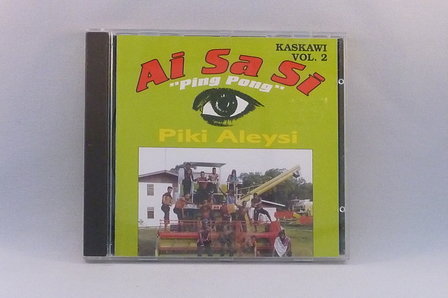 KASKAWI
VOL. 2
Ai Sa Si
"Ping Pong"
Piki Aleysi